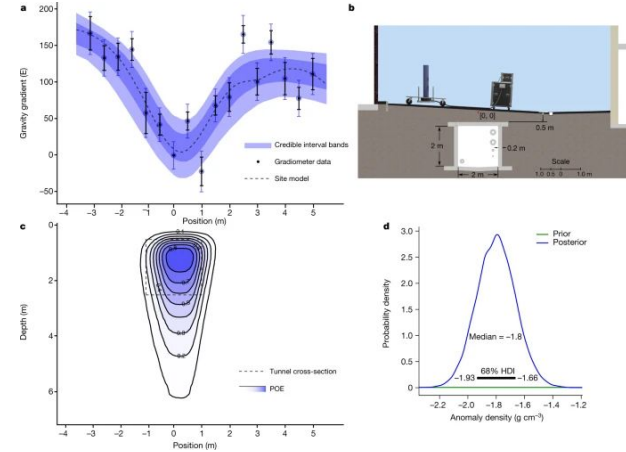 a
Gravity gradient (E)
200
150
100
50
0
−50
−4 −3 −2 −1 0 1 2 3 4 5
Position (m)
Credible interval bands
Gradiometer data
Site model
b
[0, 0]
0.5 m
2 m
0.2 m
2 m
Scale
1.0 0.5 0 1.0 m
c
Depth (m)
0
2
4
6
−4 −3 −2 −1 0 1 2 3 4 5
Position (m)
Tunnel cross-section
POE
d
Probability density
3.0
2.5
2.0
1.5
1.0
0.5
0
Prior
Posterior
Median = −1.8
68% HDI
−1.93 −1.66
−2.2 −2.0 −1.8 −1.6 −1.4 −1.2
Anomaly density (g cm⁻³)